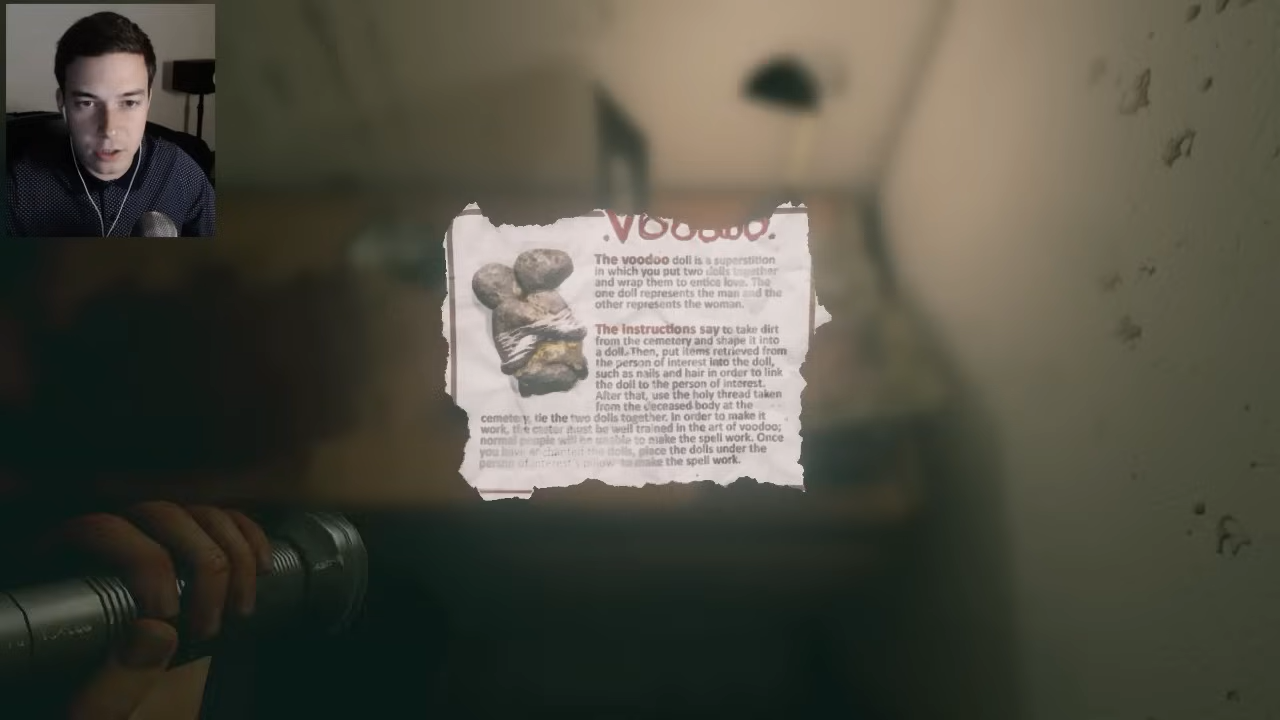 .VOODOO.
The voodoo doll is a superstition
in which you put two dolls together
and wrap them to entice love. The
one doll represents the man and the
other represents the woman.
The instructions say to take dirt
from the cemetery and shape it into
a doll. Then, put items retrieved from
the person of interest into the doll,
such as nails and hair in order to link
the doll to the person of interest.
After that, use the holy thread taken
from the deceased body at the
cemetery, tie the two dolls together. In order to make it
work, the caster must be well trained in the art of voodoo;
normal people will be unable to make the spell work. Once
you have enchanted the dolls, place the dolls under the
person of interest's pillow to make the spell work.